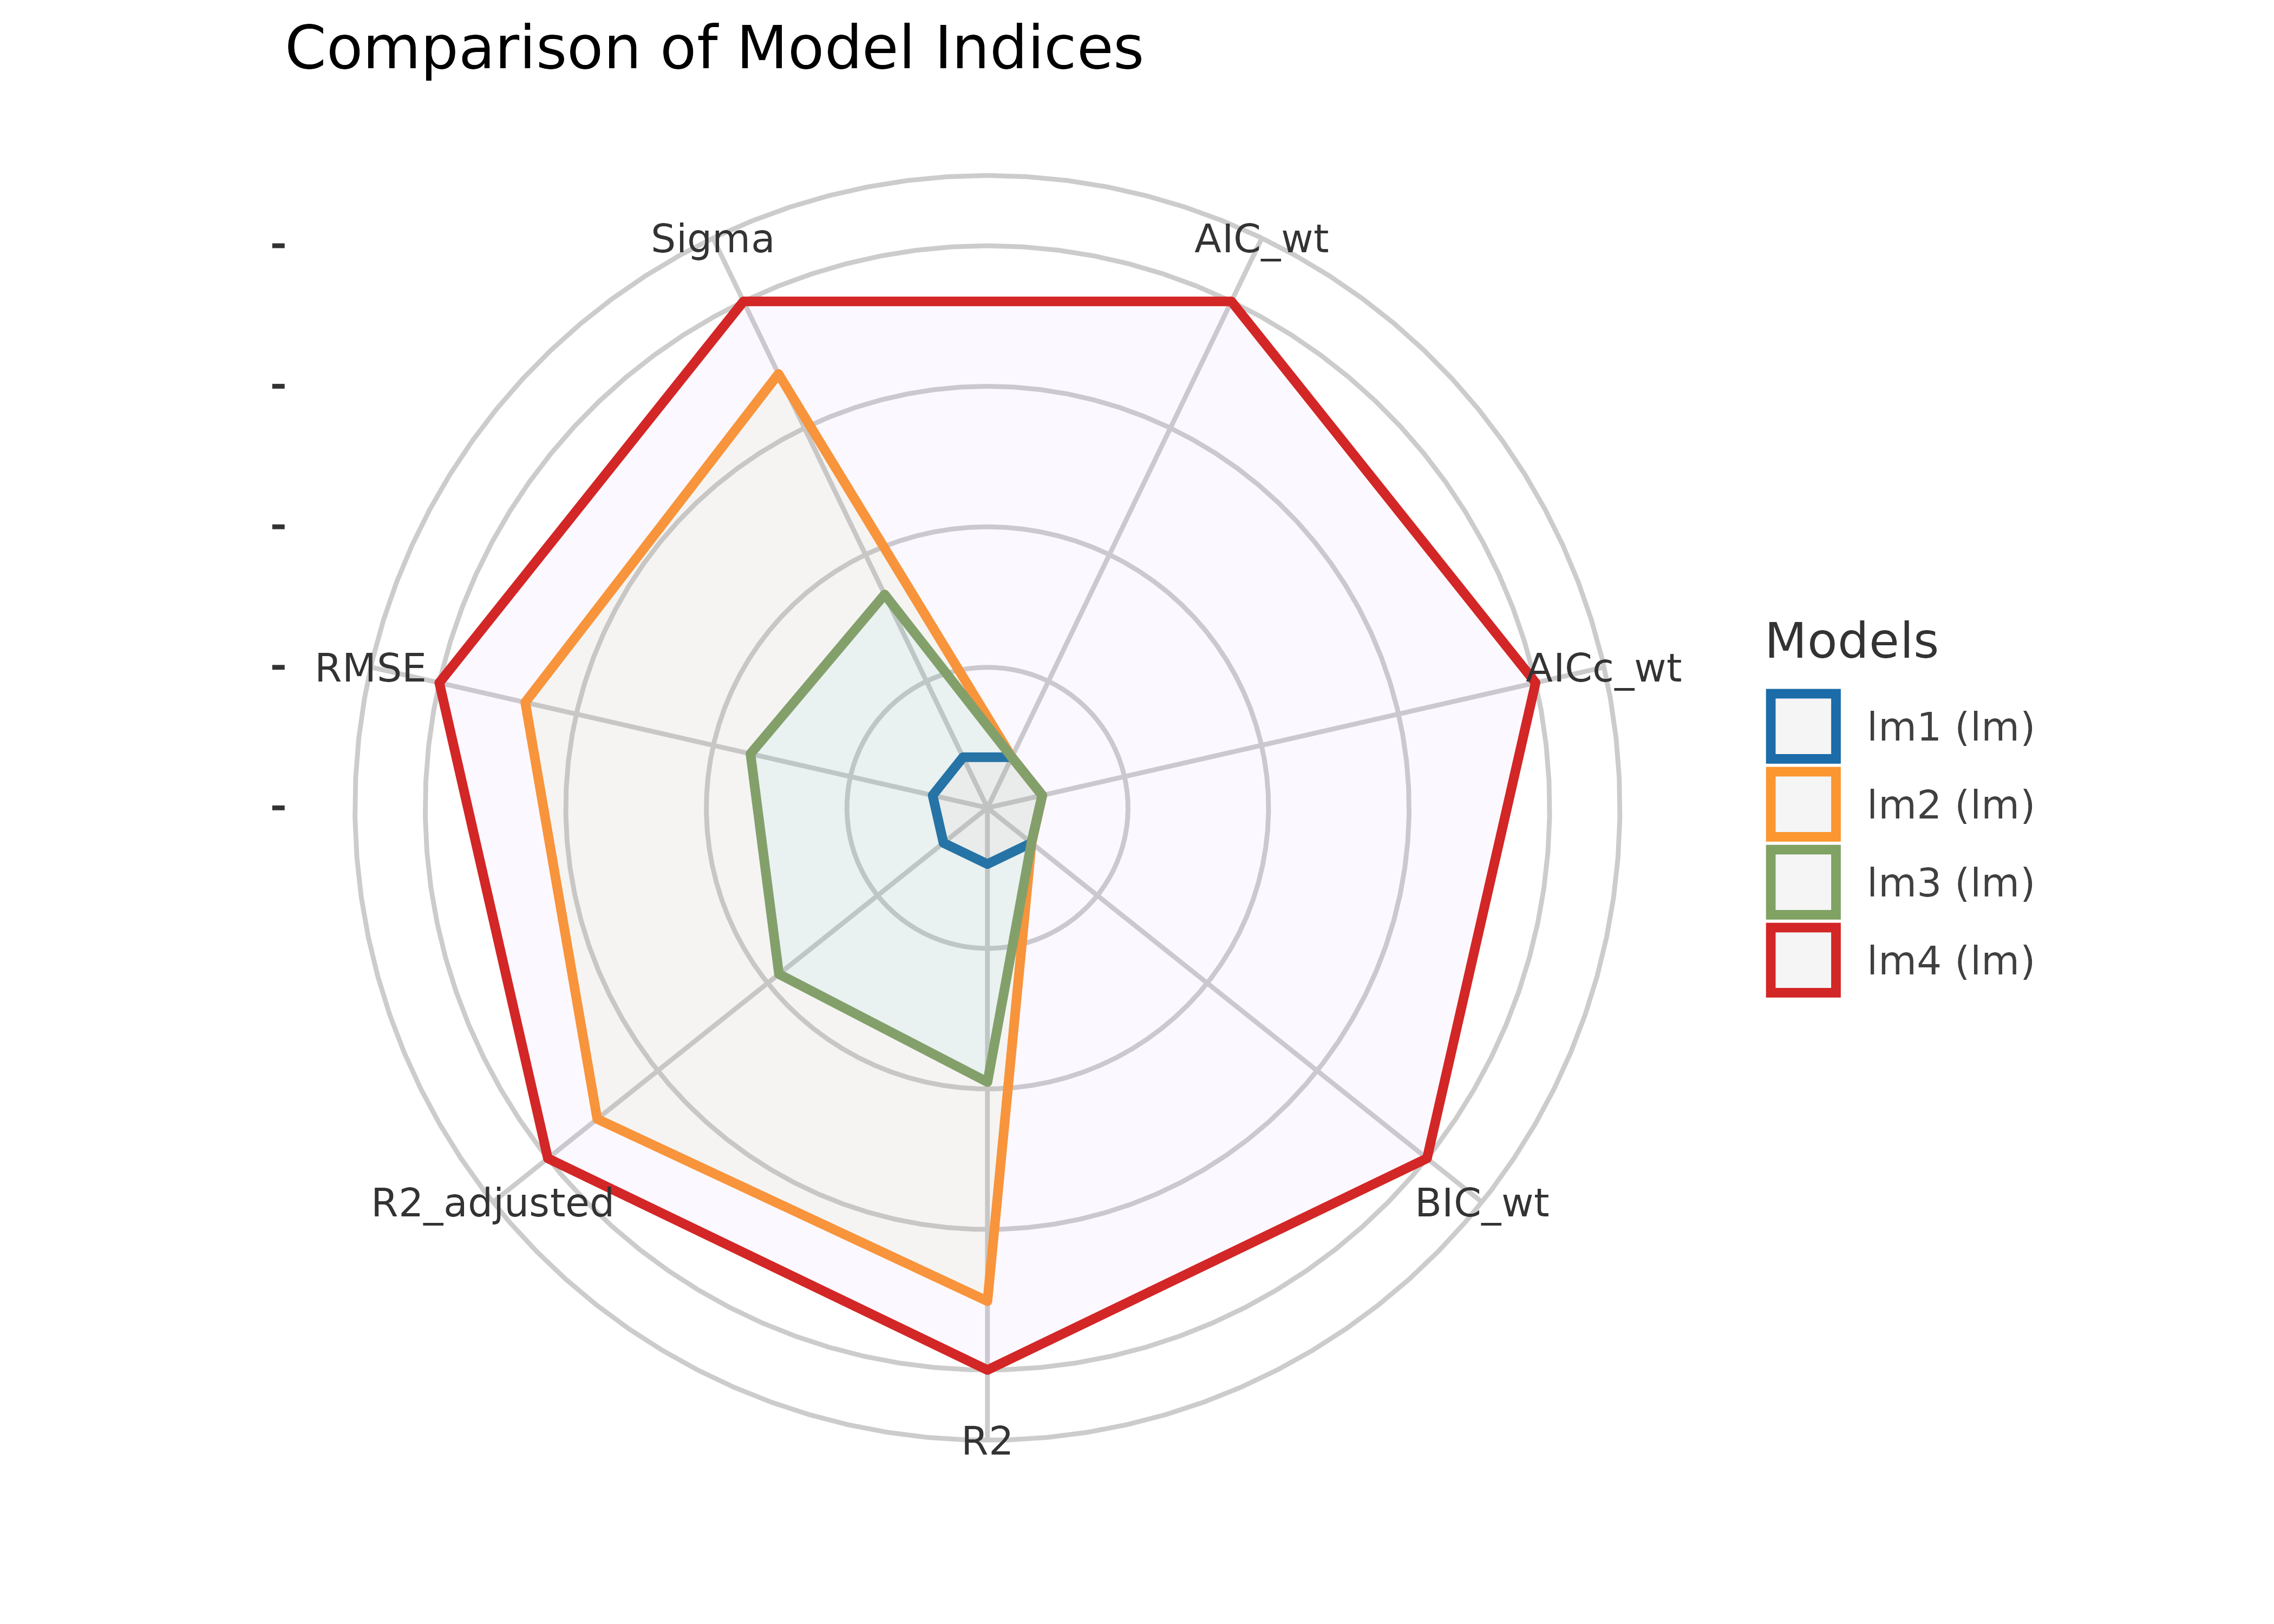 Comparison of Model Indices
Sigma
AIC_wt
RMSE
AICc_wt
R2_adjusted
BIC_wt
R2
Models
lm1 (lm)
lm2 (lm)
lm3 (lm)
lm4 (lm)